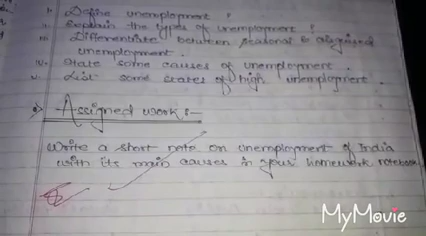 i. Define unemployment ?
ii. Explain the types of unemployment !
iii. Differentiate between seasonal & disguised
unemployment.
iv. State some causes of unemployment.
v. List some states of high unemployment.
Assigned work :-
Write a short note on unemployment of India
with its main causes in your homework notebook
MyMovie